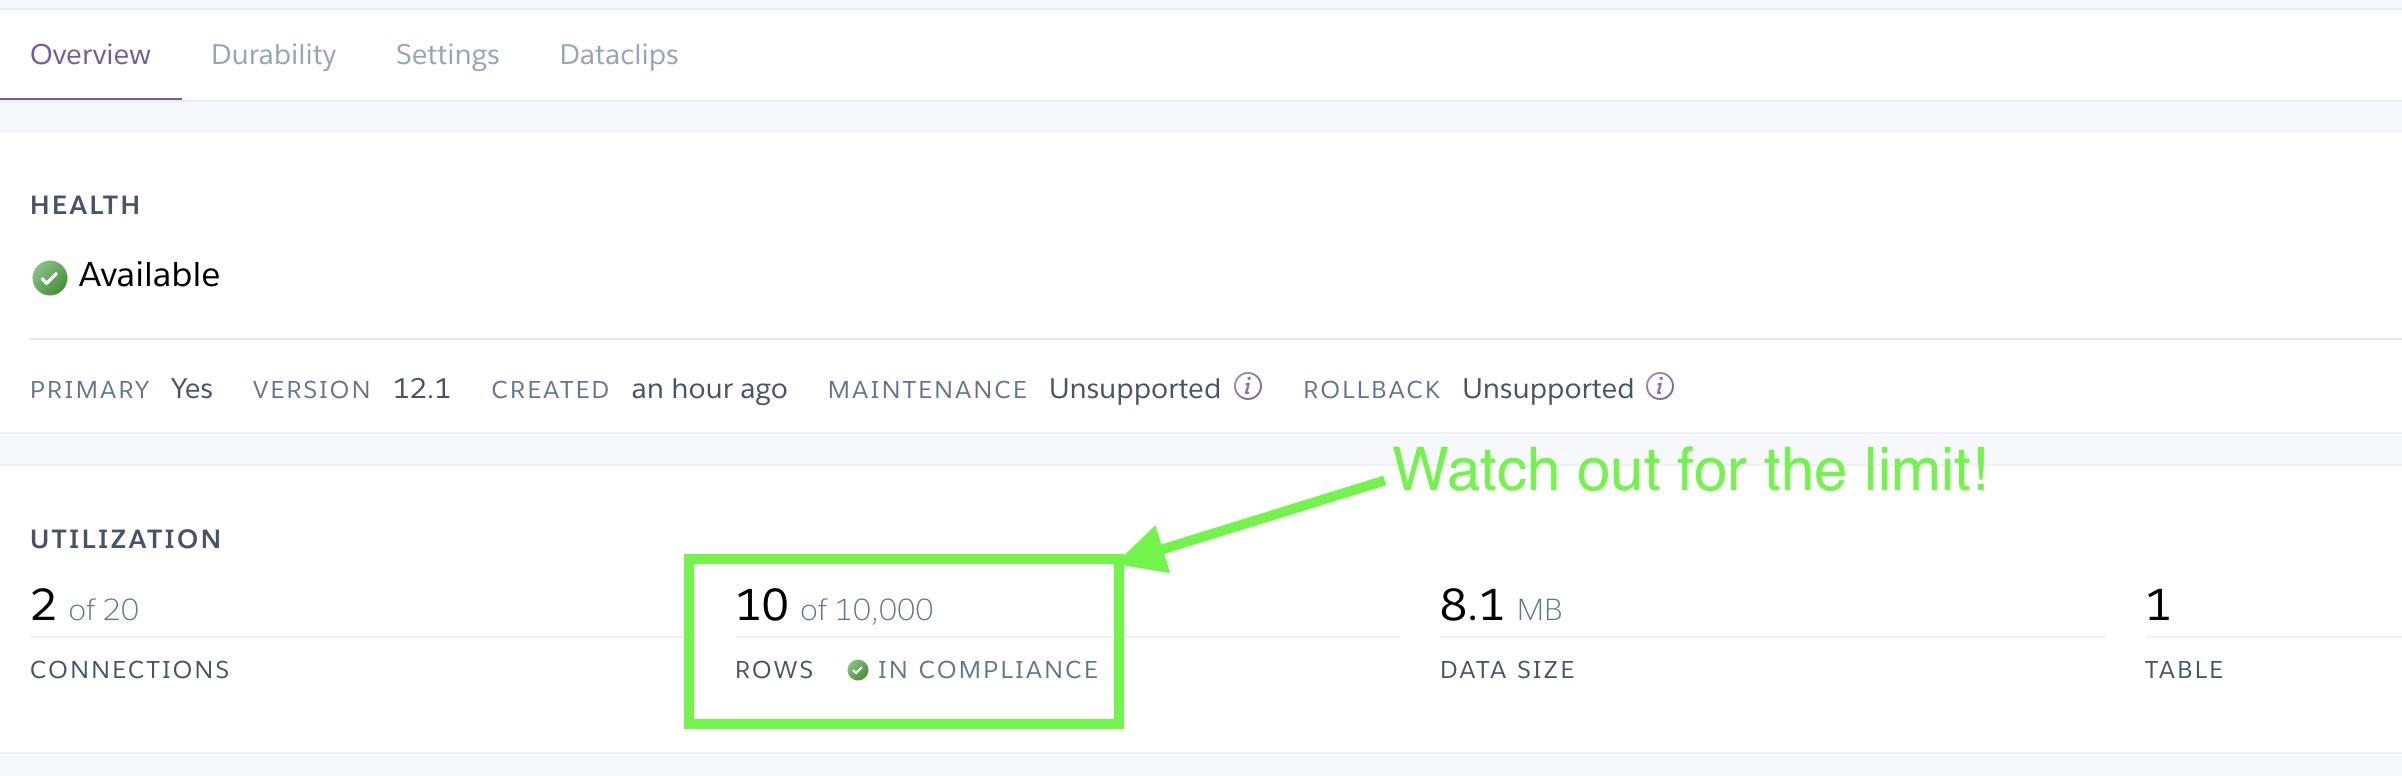 Overview Durability Settings Dataclips
HEALTH
Available
PRIMARY Yes VERSION 12.1 CREATED an hour ago MAINTENANCE Unsupported ROLLBACK Unsupported
Watch out for the limit!
UTILIZATION
2 of 20 10 of 10,000 8.1 MB 1
CONNECTIONS ROWS IN COMPLIANCE DATA SIZE TABLE